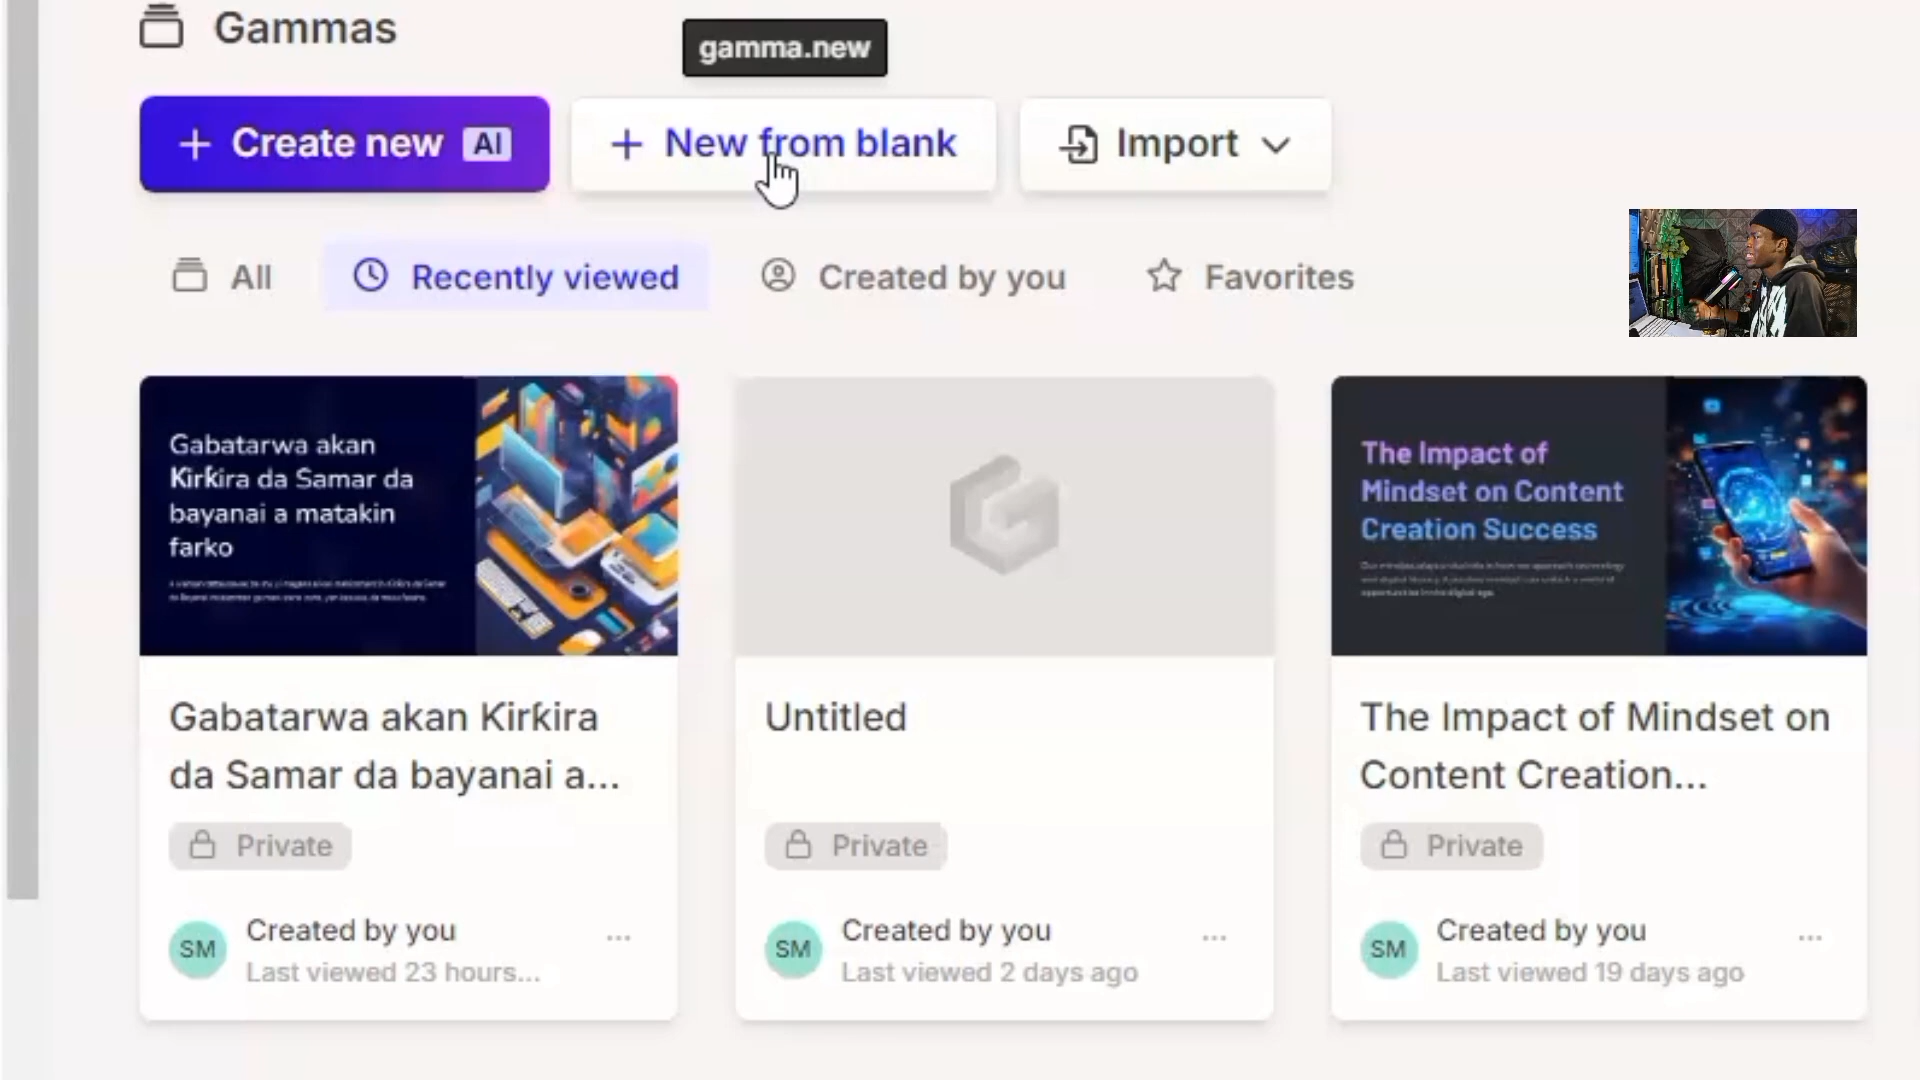 Gammas
gamma.new
Create new AI
New from blank
Import
All
Recently viewed
Created by you
Favorites
Gabatarwa akan
Kirƙira da Samar da
bayanai a matakin
farko
The Impact of
Mindset on Content
Creation Success
Gabatarwa akan Kirƙira
da Samar da bayanai a...
Private
SM
Created by you
Last viewed 23 hours...
Untitled
Private
SM
Created by you
Last viewed 2 days ago
The Impact of Mindset on
Content Creation...
Private
SM
Created by you
Last viewed 19 days ago